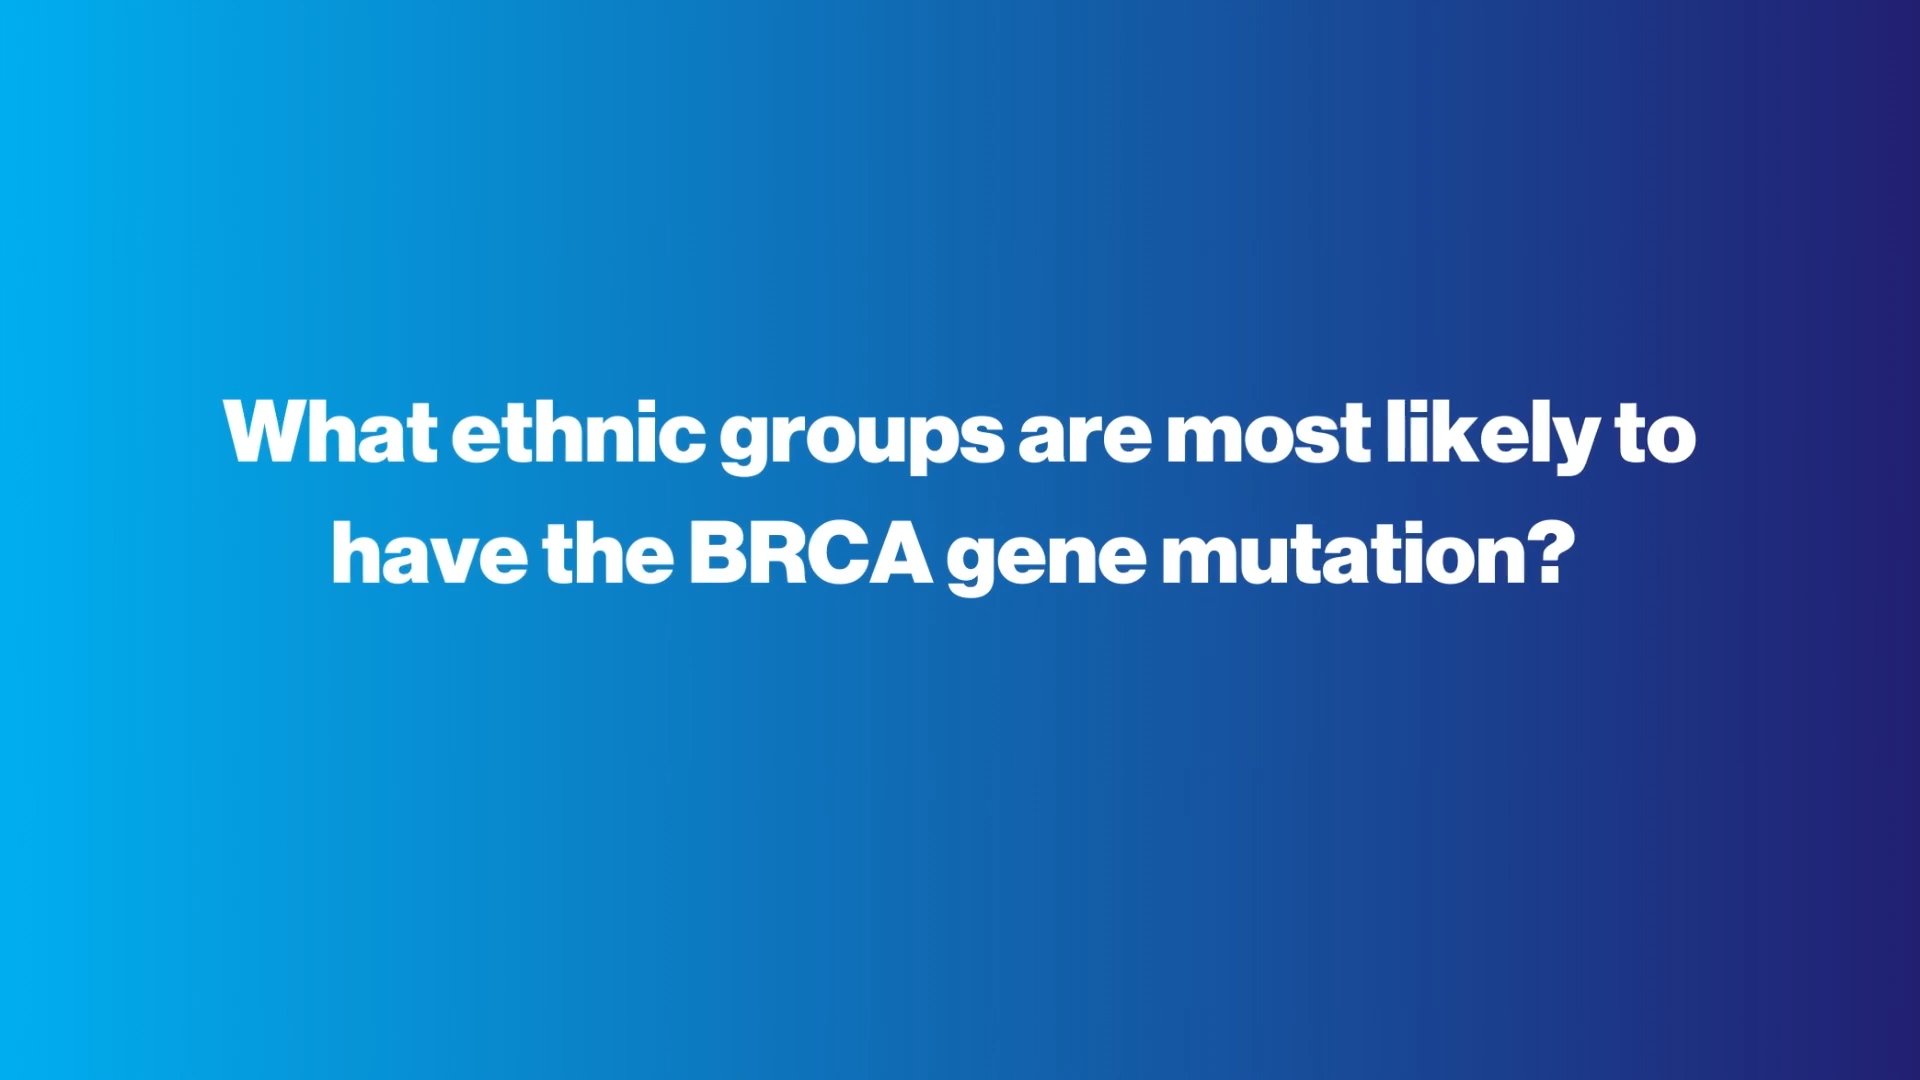 What ethnic groups are most likely to
have the BRCA gene mutation?